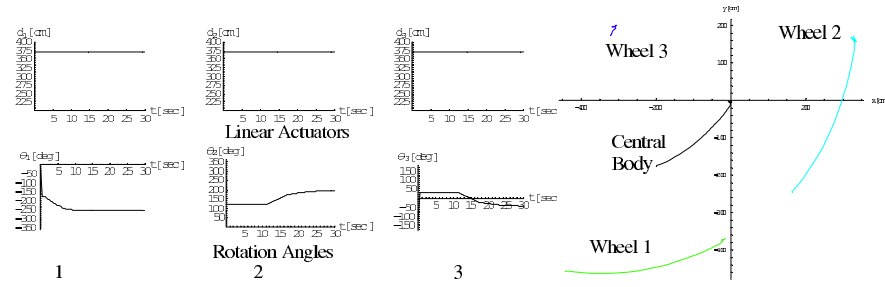 d₁[cm]
400
375
350
325
300
275
250
225
5 10 15 20 25 30
t[sec]
d₂[cm]
400
375
350
325
300
275
250
225
5 10 15 20 25 30
t[sec]
Linear Actuators
d₃[cm]
400
375
350
325
300
275
250
225
5 10 15 20 25 30
t[sec
θ₁[deg]
5 10 15 20 25 30
t[sec]
-50
-100
-150
-200
-250
-300
-350
θ₂[deg]
350
300
250
200
150
100
50
5 10 15 20 25 30
t[sec]
Rotation Angles
θ₃[deg]
150
100
50
5 10 15 20 25 30
t[sec
-50
-100
-150
1
2
3
y[cm]
200
100
x[cm
Wheel 2
Wheel 3
Central
Body
Wheel 1